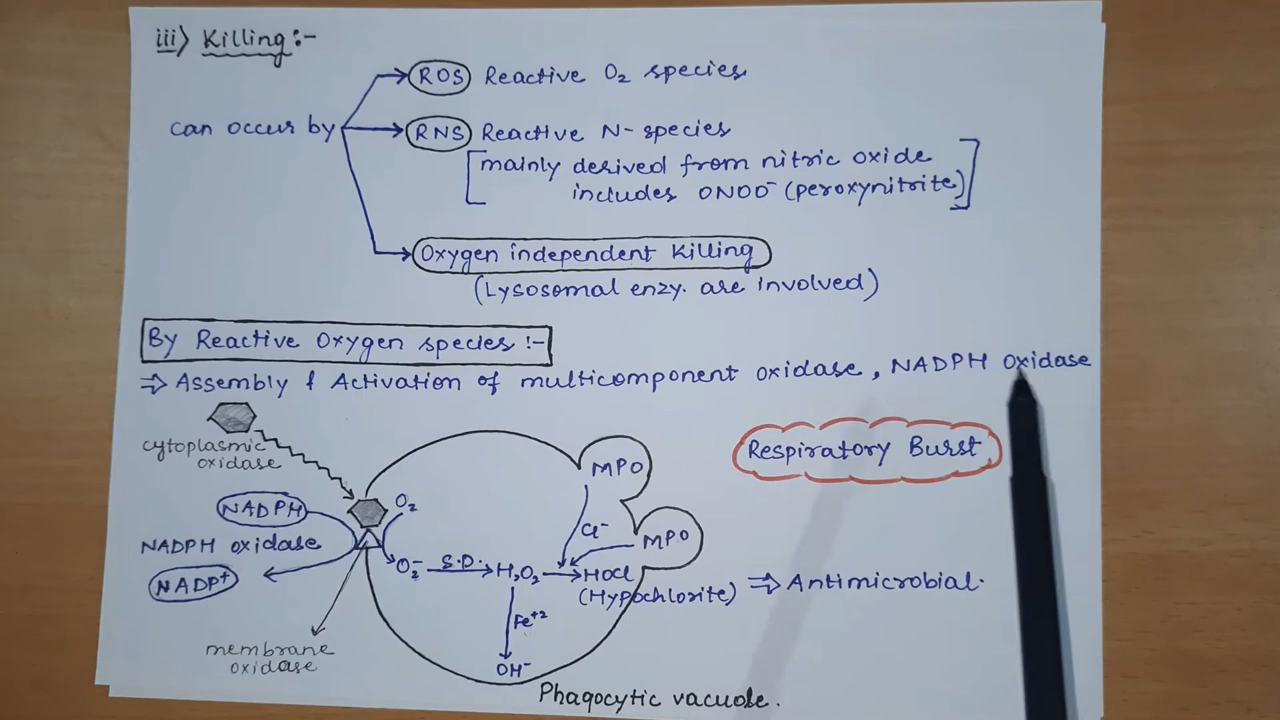 iii) Killing:-
ROS Reactive O₂ species
can occur by
RNS Reactive N-species
[mainly derived from nitric oxide
includes ONOO⁻ (peroxynitrite)]
Oxygen independent Killing
(Lysosomal enzy. are involved)
By Reactive Oxygen species :-
⇒ Assembly & Activation of multicomponent oxidase, NADPH oxidase
cytoplasmic
oxidase
Respiratory Burst
MPO
NADPH
O₂
Cl⁻
MPO
NADPH oxidase
O₂⁻ S.D. H₂O₂ HOCl
NADP⁺
(Hypochlorite) ⇒ Antimicrobial.
Fe⁺²
membrane
oxidase
OH⁻
Phagocytic vacuole.